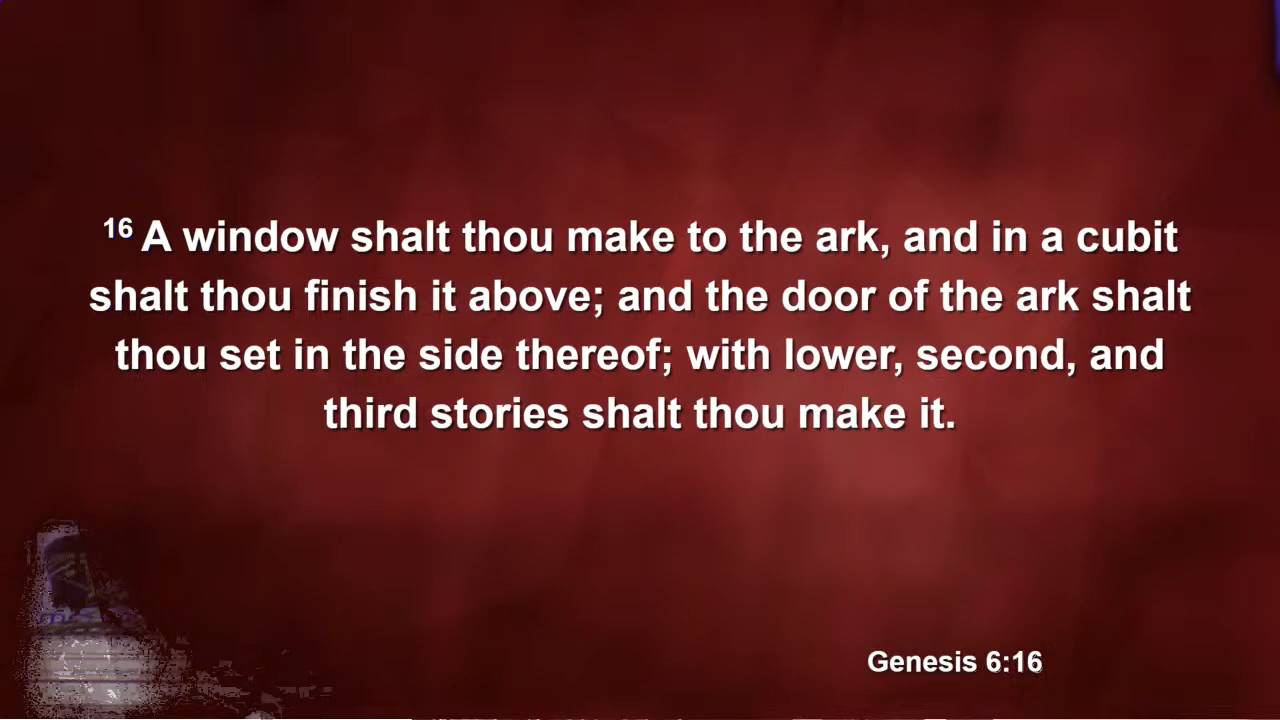 16 A window shalt thou make to the ark, and in a cubit
shalt thou finish it above; and the door of the ark shalt
thou set in the side thereof; with lower, second, and
third stories shalt thou make it.
Genesis 6:16